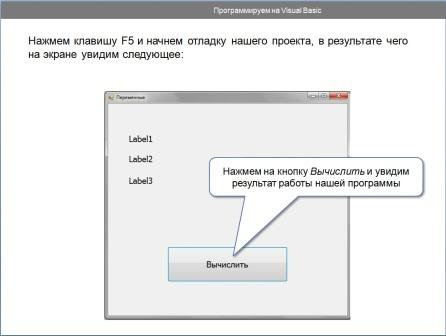 Программируем на Visual Basic
Нажмем клавишу F5 и начнем отладку нашего проекта, в результате чего
на экране увидим следующее:
Переменные
Label1
Label2
Label3
Нажмем на кнопку Вычислить и увидим
результат работы нашей программы
Вычислить